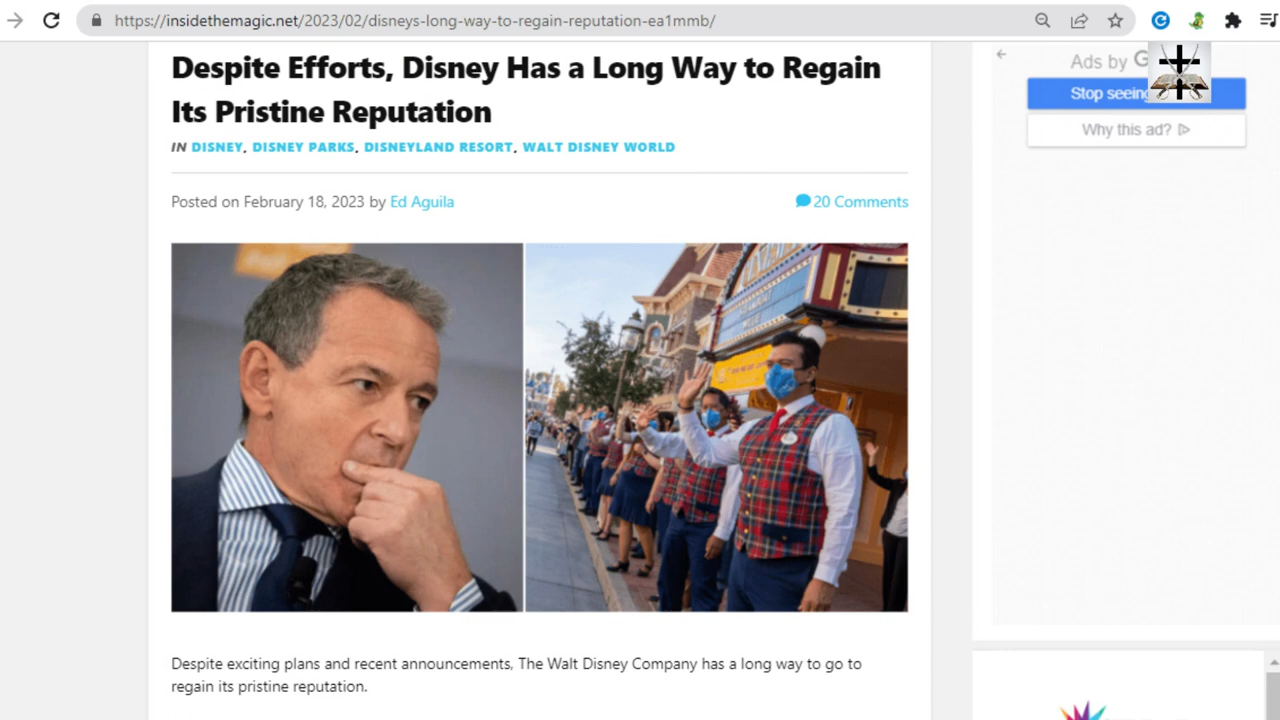 https://insidethemagic.net/2023/02/disneys-long-way-to-regain-reputation-ea1mmb/
Despite Efforts, Disney Has a Long Way to Regain
Its Pristine Reputation
IN DISNEY, DISNEY PARKS, DISNEYLAND RESORT, WALT DISNEY WORLD
Posted on February 18, 2023 by Ed Aguila
20 Comments
Ads by G
Stop seeing
Why this ad?
Despite exciting plans and recent announcements, The Walt Disney Company has a long way to go to
regain its pristine reputation.